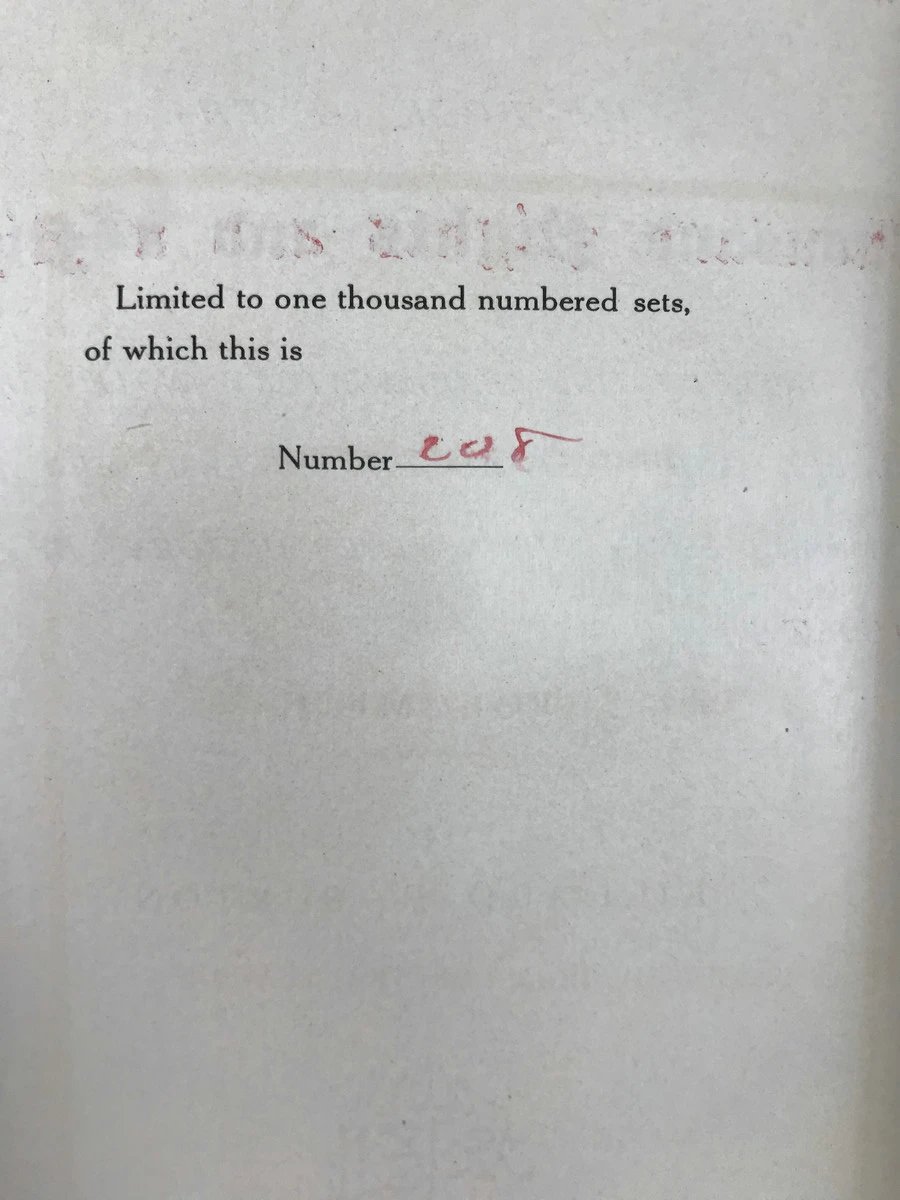 Limited to one thousand numbered sets,
of which this is
Number 208